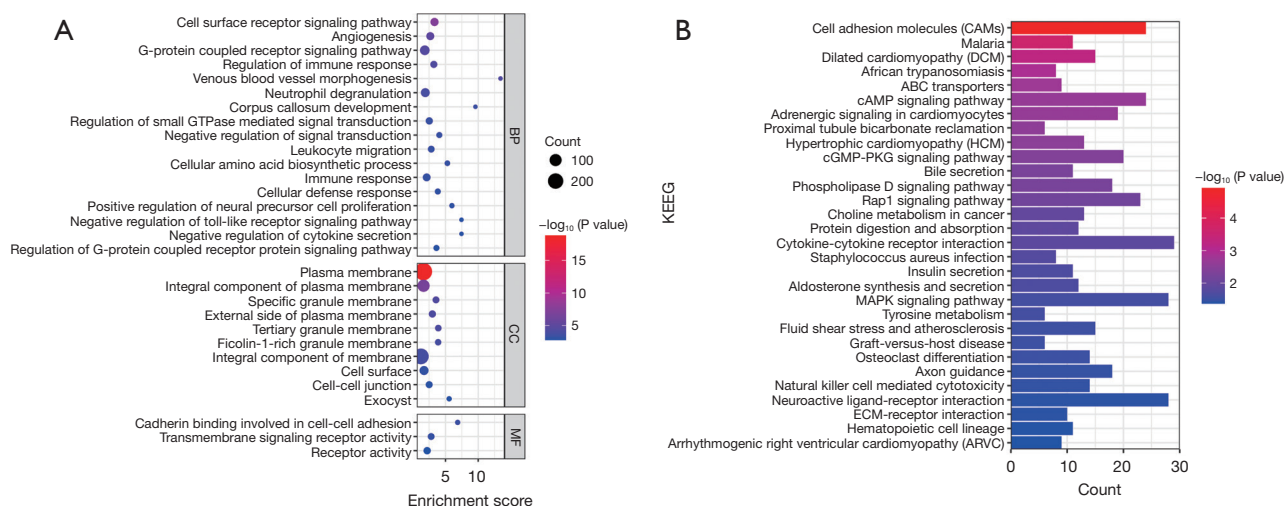 A
Cell surface receptor signaling pathway
Angiogenesis
G-protein coupled receptor signaling pathway
Regulation of immune response
Venous blood vessel morphogenesis
Neutrophil degranulation
Corpus callosum development
Regulation of small GTPase mediated signal transduction
Negative regulation of signal transduction
Leukocyte migration
Cellular amino acid biosynthetic process
Immune response
Cellular defense response
Positive regulation of neural precursor cell proliferation
Negative regulation of toll-like receptor signaling pathway
Negative regulation of cytokine secretion
Regulation of G-protein coupled receptor protein signaling pathway
BP
Plasma membrane
Integral component of plasma membrane
Specific granule membrane
External side of plasma membrane
Tertiary granule membrane
Ficolin-1-rich granule membrane
Integral component of membrane
Cell surface
Cell-cell junction
Exocyst
CC
Cadherin binding involved in cell-cell adhesion
Transmembrane signaling receptor activity
Receptor activity
MF
5 10
Enrichment score
Count
100
200
−log₁₀ (P value)
15
10
5
B
KEEG
Cell adhesion molecules (CAMs)
Malaria
Dilated cardiomyopathy (DCM)
African trypanosomiasis
ABC transporters
cAMP signaling pathway
Adrenergic signaling in cardiomyocytes
Proximal tubule bicarbonate reclamation
Hypertrophic cardiomyopathy (HCM)
cGMP-PKG signaling pathway
Bile secretion
Phospholipase D signaling pathway
Rap1 signaling pathway
Choline metabolism in cancer
Protein digestion and absorption
Cytokine-cytokine receptor interaction
Staphylococcus aureus infection
Insulin secretion
Aldosterone synthesis and secretion
MAPK signaling pathway
Tyrosine metabolism
Fluid shear stress and atherosclerosis
Graft-versus-host disease
Osteoclast differentiation
Axon guidance
Natural killer cell mediated cytotoxicity
Neuroactive ligand-receptor interaction
ECM-receptor interaction
Hematopoietic cell lineage
Arrhythmogenic right ventricular cardiomyopathy (ARVC)
0 10 20 30
Count
−log₁₀ (P value)
4
3
2